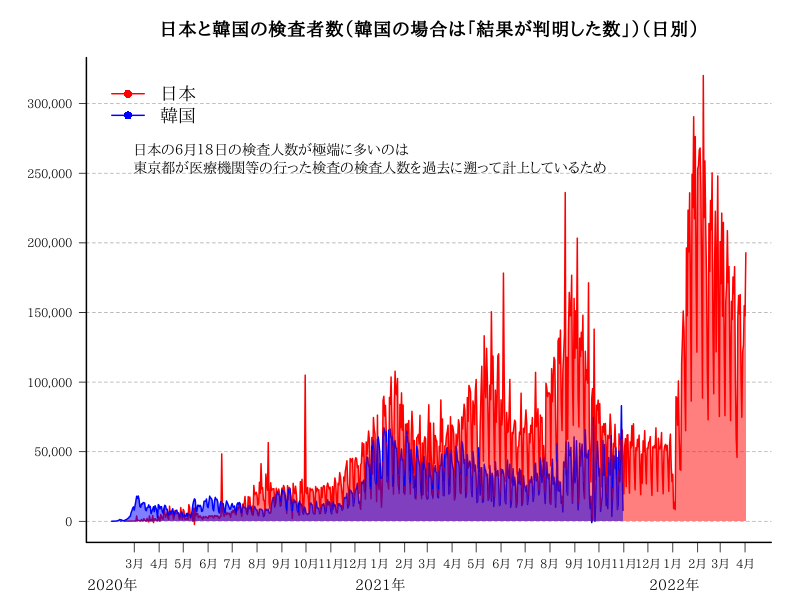 日本と韓国の検査者数（韓国の場合は「結果が判明した数」）（日別）
日本
韓国
日本の6月18日の検査人数が極端に多いのは
東京都が医療機関等の行った検査の検査人数を過去に遡って計上しているため
300,000
250,000
200,000
150,000
100,000
50,000
0
3月 4月 5月 6月 7月 8月 9月 10月 11月 12月 1月 2月 3月 4月 5月 6月 7月 8月 9月 10月 11月 12月 1月 2月 3月 4月
2020年 2021年 2022年